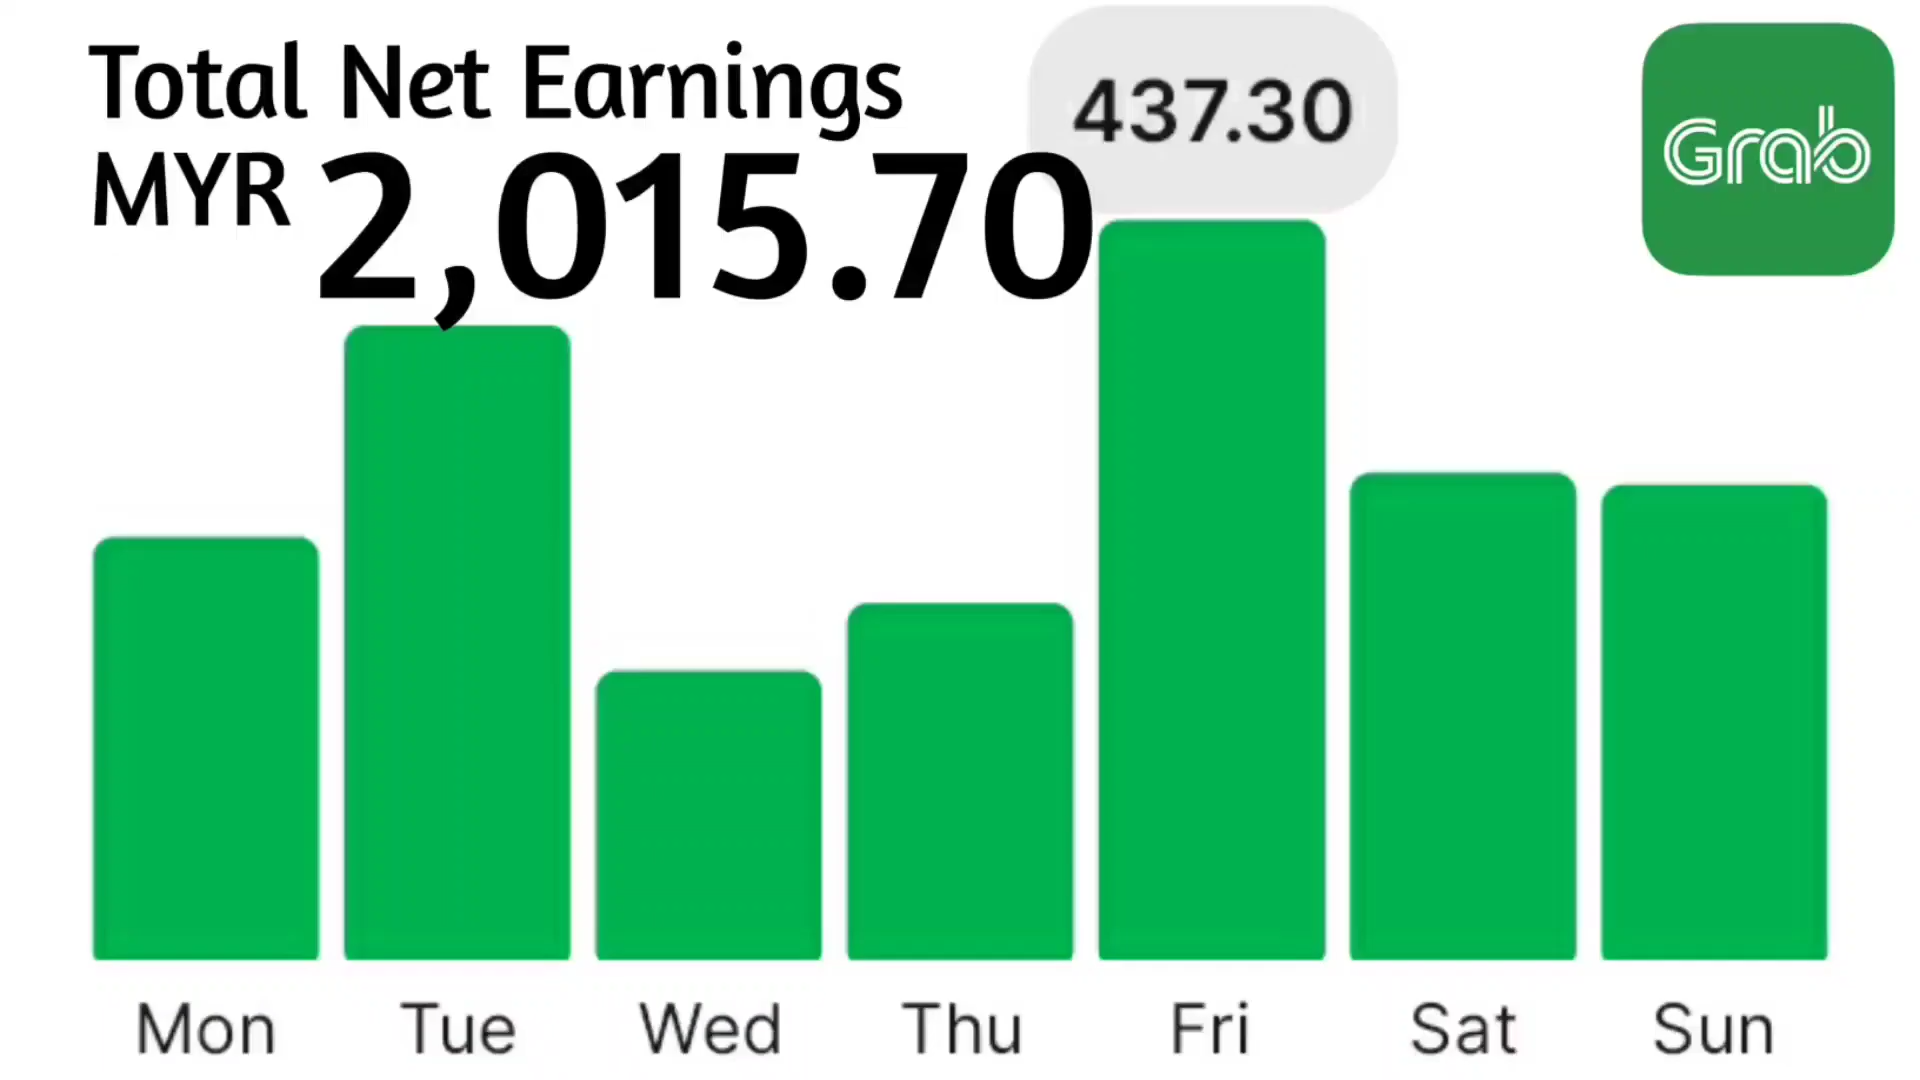 Total Net Earnings
MYR 2,015.70
437.30
Grab
Mon Tue Wed Thu Fri Sat Sun